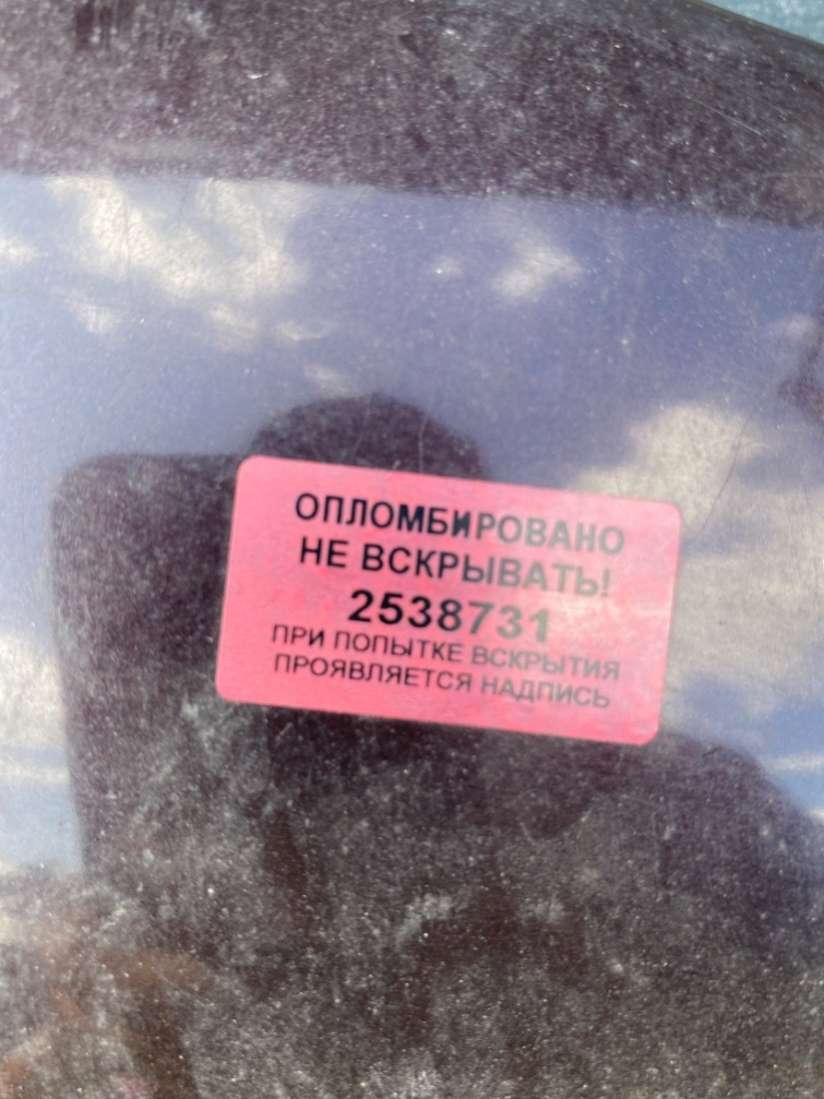 ОПЛОМБИРОВАНО
НЕ ВСКРЫВАТЬ!
2538731
ПРИ ПОПЫТКЕ ВСКРЫТИЯ
ПРОЯВЛЯЕТСЯ НАДПИСЬ